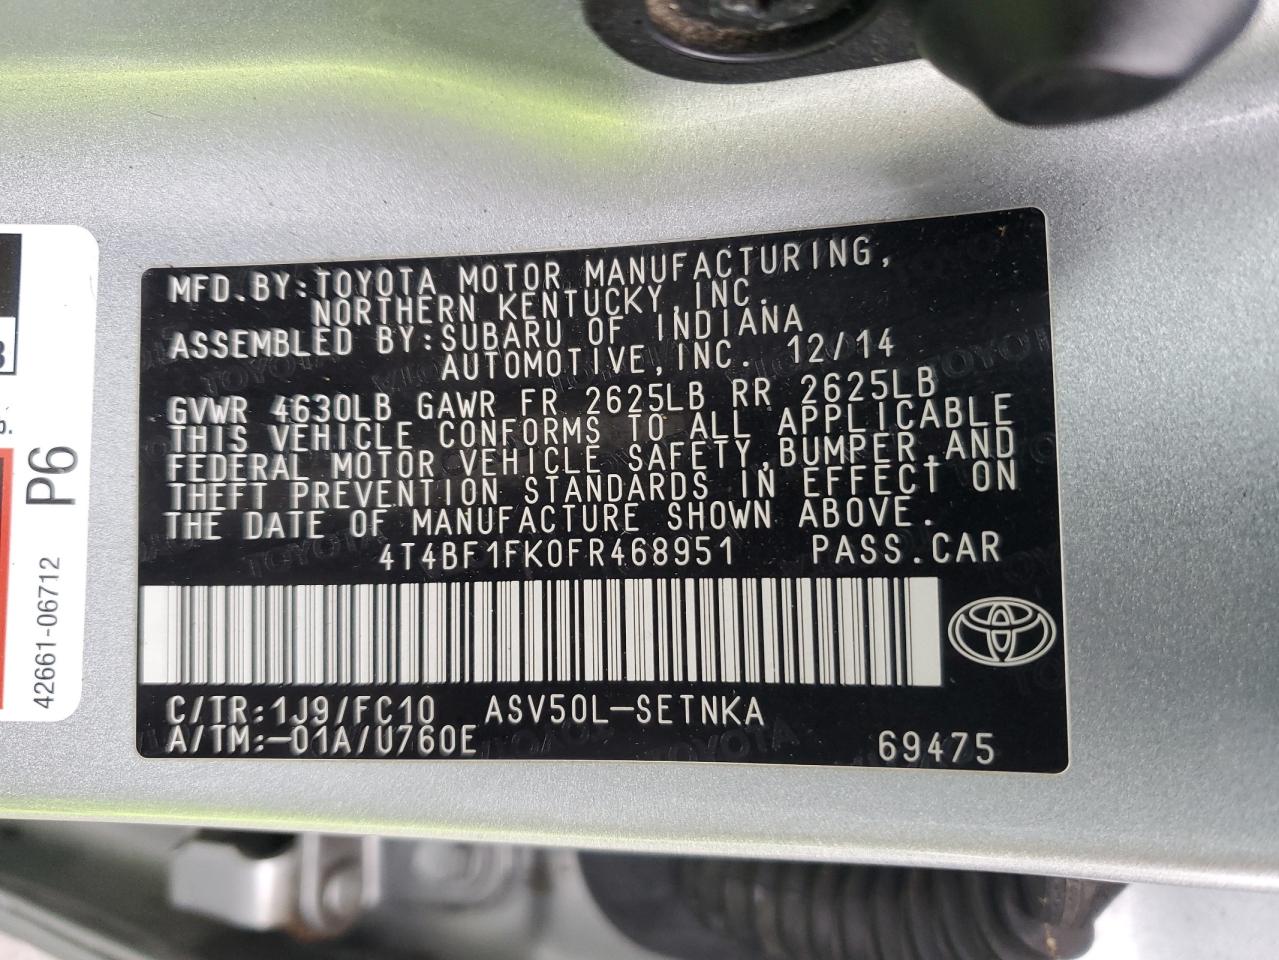 MFD.BY:TOYOTA MOTOR MANUFACTURING,
NORTHERN KENTUCKY,INC.
ASSEMBLED BY:SUBARU OF INDIANA
AUTOMOTIVE,INC. 12/14
GVWR 4630LB GAWR FR 2625LB RR 2625LB
THIS VEHICLE CONFORMS TO ALL APPLICABLE
FEDERAL MOTOR VEHICLE SAFETY,BUMPER,AND
THEFT PREVENTION STANDARDS IN EFFECT ON
THE DATE OF MANUFACTURE SHOWN ABOVE.
4T4BF1FK0FR468951 PASS.CAR
C/TR:1J9/FC10 ASV50L-SETNKA
A/TM:-01A/U760E
69475
P6
42661-06712